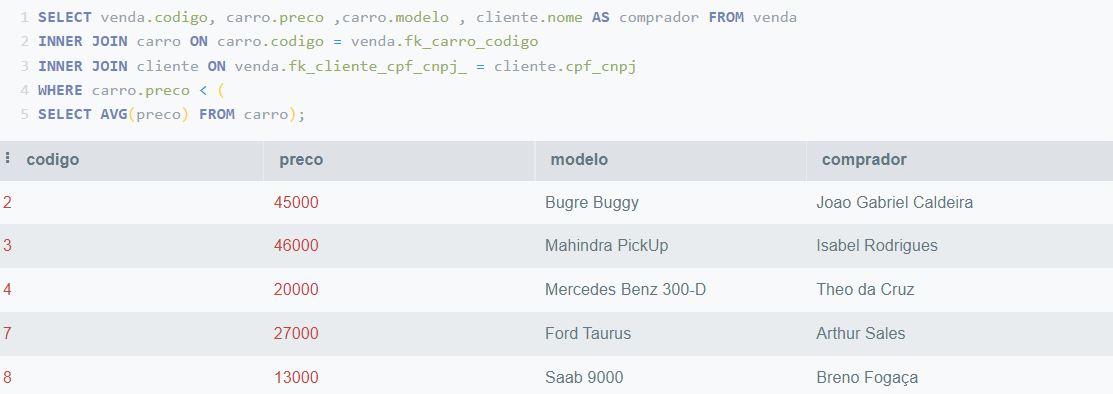 1 SELECT venda.codigo, carro.preco ,carro.modelo , cliente.nome AS comprador FROM venda
2 INNER JOIN carro ON carro.codigo = venda.fk_carro_codigo
3 INNER JOIN cliente ON venda.fk_cliente_cpf_cnpj_ = cliente.cpf_cnpj
4 WHERE carro.preco < (
5 SELECT AVG(preco) FROM carro);
codigo preco modelo comprador
2 45000 Bugre Buggy Joao Gabriel Caldeira
3 46000 Mahindra PickUp Isabel Rodrigues
4 20000 Mercedes Benz 300-D Theo da Cruz
7 27000 Ford Taurus Arthur Sales
8 13000 Saab 9000 Breno Fogaça